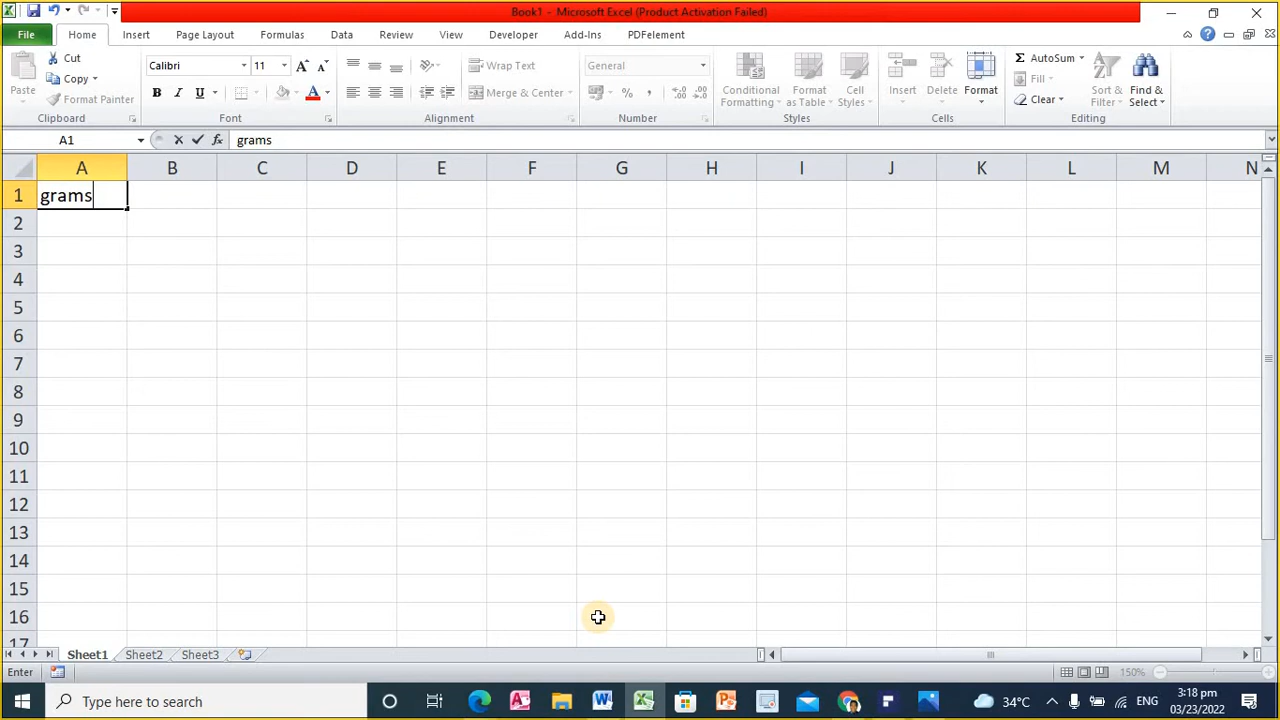 Book1 - Microsoft Excel (Product Activation Failed)
File Home Insert Page Layout Formulas Data Review View Developer Add-Ins PDFelement
Paste
Cut
Copy
Format Painter
Clipboard
Calibri 11
B I U A
Font
Wrap Text
Merge & Center
Alignment
General
% ,
Number
Conditional Formatting
Format as Table
Cell Styles
Styles
Insert
Delete
Format
Cells
Σ AutoSum
Fill
Clear
Sort & Filter
Find & Select
Editing
A1 fx grams
A B C D E F G H I J K L M N
1 grams
2
3
4
5
6
7
8
9
10
11
12
13
14
15
16
17
Sheet1 Sheet2 Sheet3
Enter 150%
Type here to search
34°C ENG 3:18 pm
03/23/2022